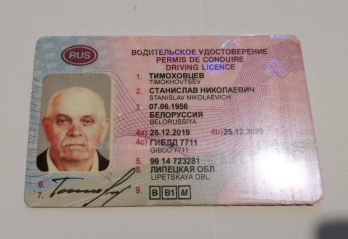 RUS
ВОДИТЕЛЬСКОЕ УДОСТОВЕРЕНИЕ
PERMIS DE CONDUIRE
DRIVING LICENCE
1. ТИМОХОВЦЕВ
TIMOKHOVTSEV
2. СТАНИСЛАВ НИКОЛАЕВИЧ
STANISLAV NIKOLAEVICH
3. 07.06.1956
БЕЛОРУССИЯ
BELORUSSIYA
4a) 25.12.2019 4b) 25.12.2029
4c) ГИБДД 7711
GIBDD 7711
5. 99 14 723281
8. ЛИПЕЦКАЯ ОБЛ.
LIPETSKAYA OBL.
6.
7.
9. B B1 M